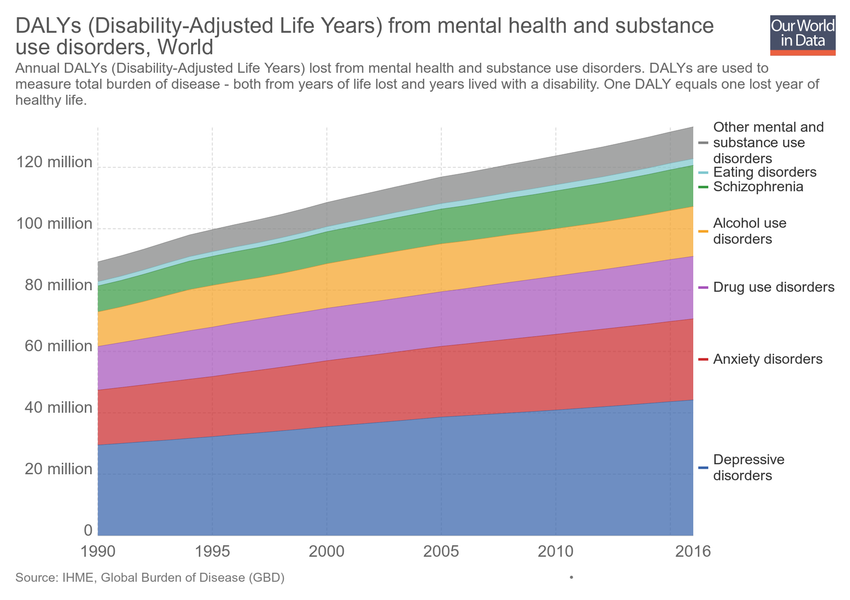 DALYs (Disability-Adjusted Life Years) from mental health and substance
use disorders, World
Our World
in Data
Annual DALYs (Disability-Adjusted Life Years) lost from mental health and substance use disorders. DALYs are used to
measure total burden of disease - both from years of life lost and years lived with a disability. One DALY equals one lost year of
healthy life.
120 million
100 million
80 million
60 million
40 million
20 million
0
1990
1995
2000
2005
2010
2016
Other mental and
substance use
disorders
Eating disorders
Schizophrenia
Alcohol use
disorders
Drug use disorders
Anxiety disorders
Depressive
disorders
Source: IHME, Global Burden of Disease (GBD)